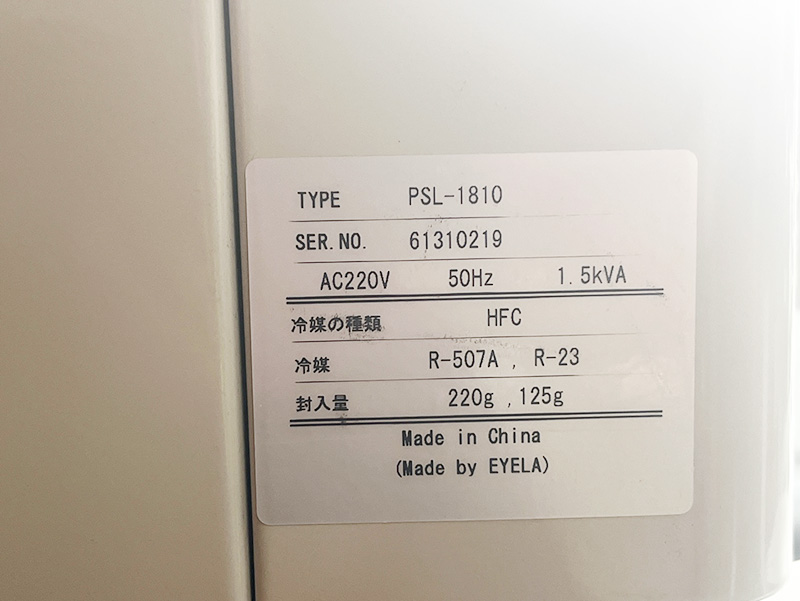 TYPE PSL-1810
SER.NO. 61310219
AC220V 50Hz 1.5kVA
冷媒の種類 HFC
冷媒 R-507A , R-23
封入量 220g ,125g
Made in China
(Made by EYELA)